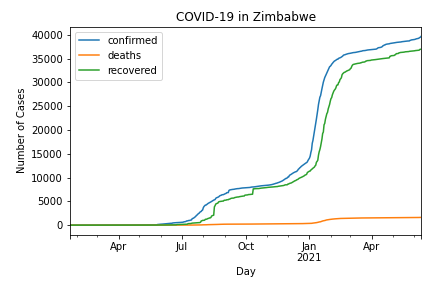 COVID-19 in Zimbabwe
confirmed
deaths
recovered
Number of Cases
40000
35000
30000
25000
20000
15000
10000
5000
0
Apr
Jul
Oct
Jan
2021
Apr
Day